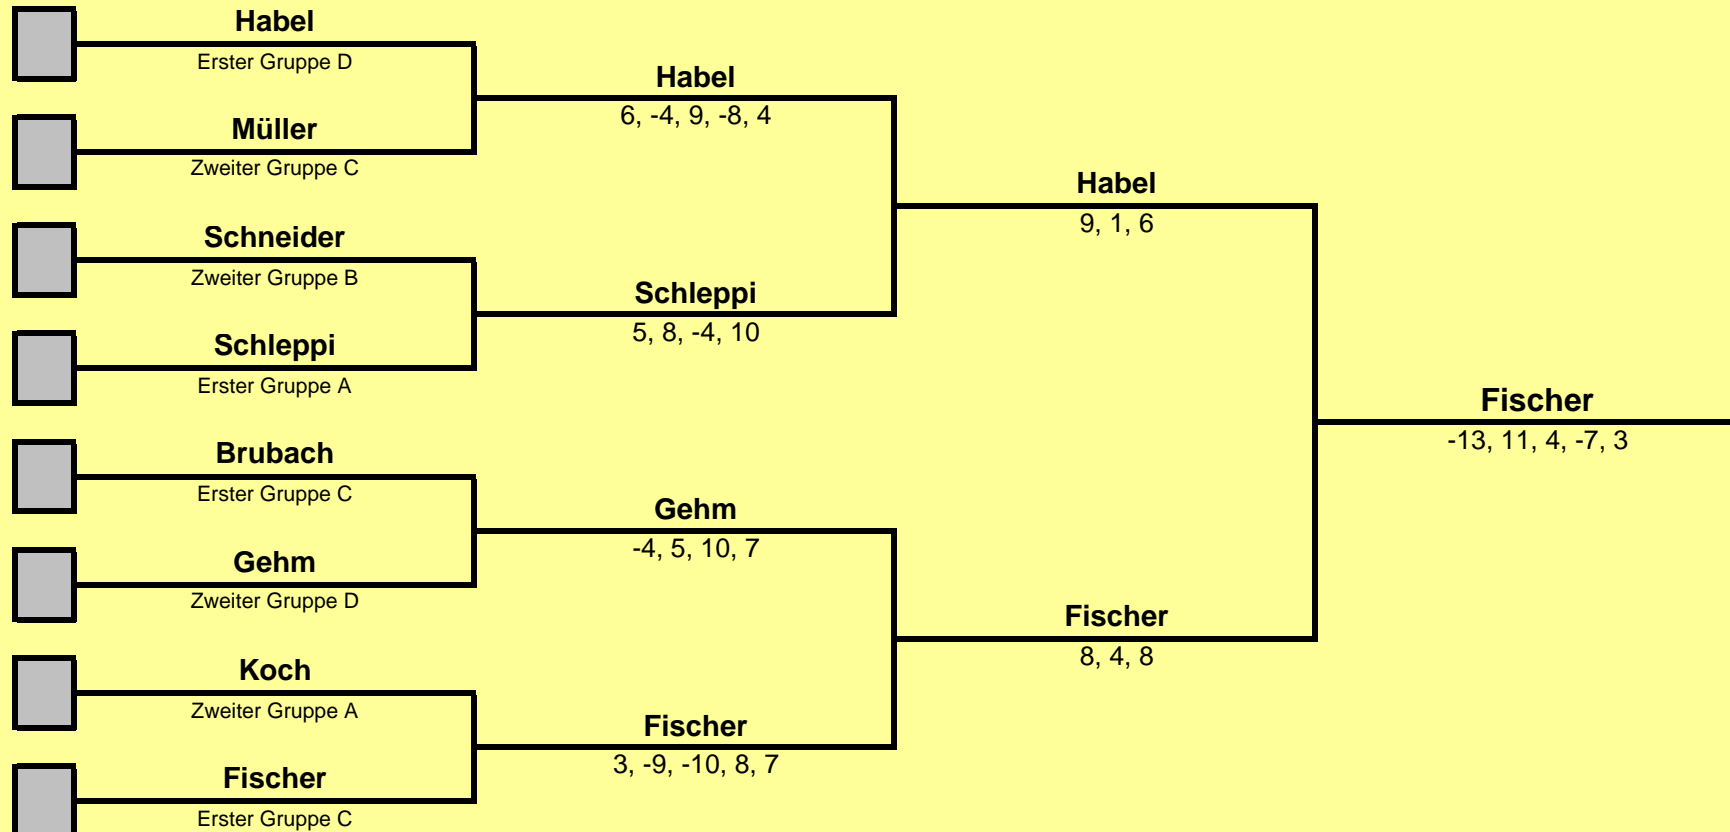 Habel
Erster Gruppe D
Habel
6, -4, 9, -8, 4
Müller
Zweiter Gruppe C
Habel
9, 1, 6
Schneider
Zweiter Gruppe B
Schleppi
5, 8, -4, 10
Schleppi
Erster Gruppe A
Fischer
-13, 11, 4, -7, 3
Brubach
Erster Gruppe C
Gehm
-4, 5, 10, 7
Gehm
Zweiter Gruppe D
Fischer
8, 4, 8
Koch
Zweiter Gruppe A
Fischer
3, -9, -10, 8, 7
Fischer
Erster Gruppe C